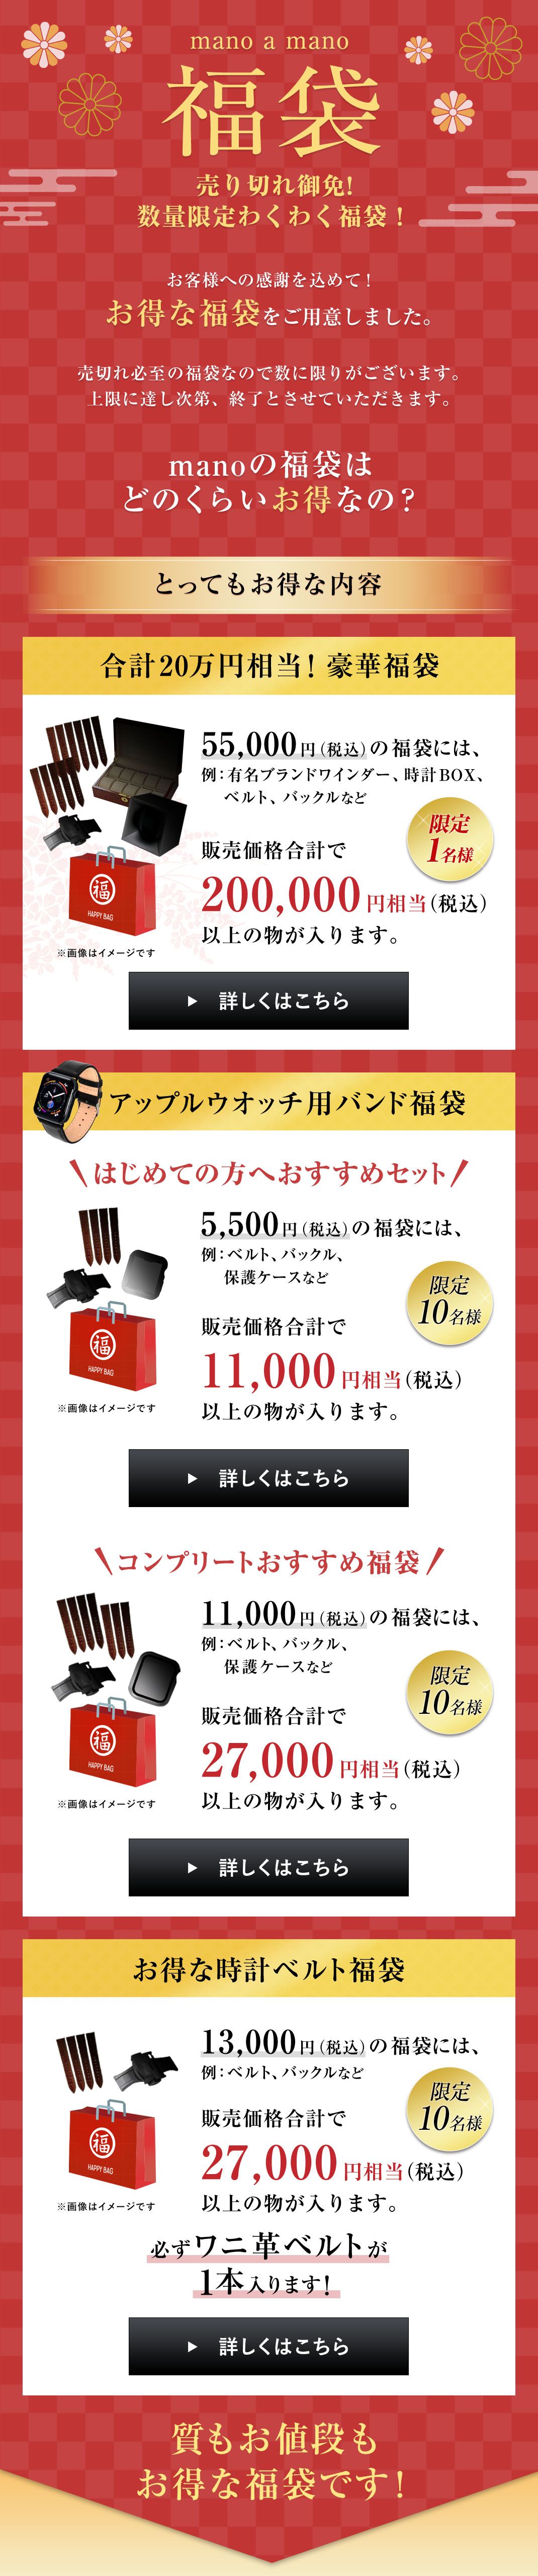 mano a mano
福袋
売り切れ御免!
数量限定わくわく福袋！
お客様への感謝を込めて！
お得な福袋をご用意しました。
売切れ必至の福袋なので数に限りがございます。
上限に達し次第、終了とさせていただきます。
manoの福袋は
どのくらいお得なの？
とってもお得な内容
合計20万円相当！豪華福袋
55,000円（税込）の福袋には、
例：有名ブランドワインダー、時計BOX、
ベルト、バックルなど
限定
1名様
販売価格合計で
200,000円相当（税込）
以上の物が入ります。
福
HAPPY BAG
※画像はイメージです
▶ 詳しくはこちら
アップルウオッチ用バンド福袋
\はじめての方へおすすめセット/
5,500円（税込）の福袋には、
例：ベルト、バックル、
保護ケースなど
限定
10名様
販売価格合計で
11,000円相当（税込）
以上の物が入ります。
福
HAPPY BAG
※画像はイメージです
▶ 詳しくはこちら
\コンプリートおすすめ福袋/
11,000円（税込）の福袋には、
例：ベルト、バックル、
保護ケースなど
限定
10名様
販売価格合計で
27,000円相当（税込）
以上の物が入ります。
福
HAPPY BAG
※画像はイメージです
▶ 詳しくはこちら
お得な時計ベルト福袋
13,000円（税込）の福袋には、
例：ベルト、バックルなど
限定
10名様
販売価格合計で
27,000円相当（税込）
以上の物が入ります。
福
HAPPY BAG
※画像はイメージです
必ずワニ革ベルトが
1本入ります！
▶ 詳しくはこちら
質もお値段も
お得な福袋です！